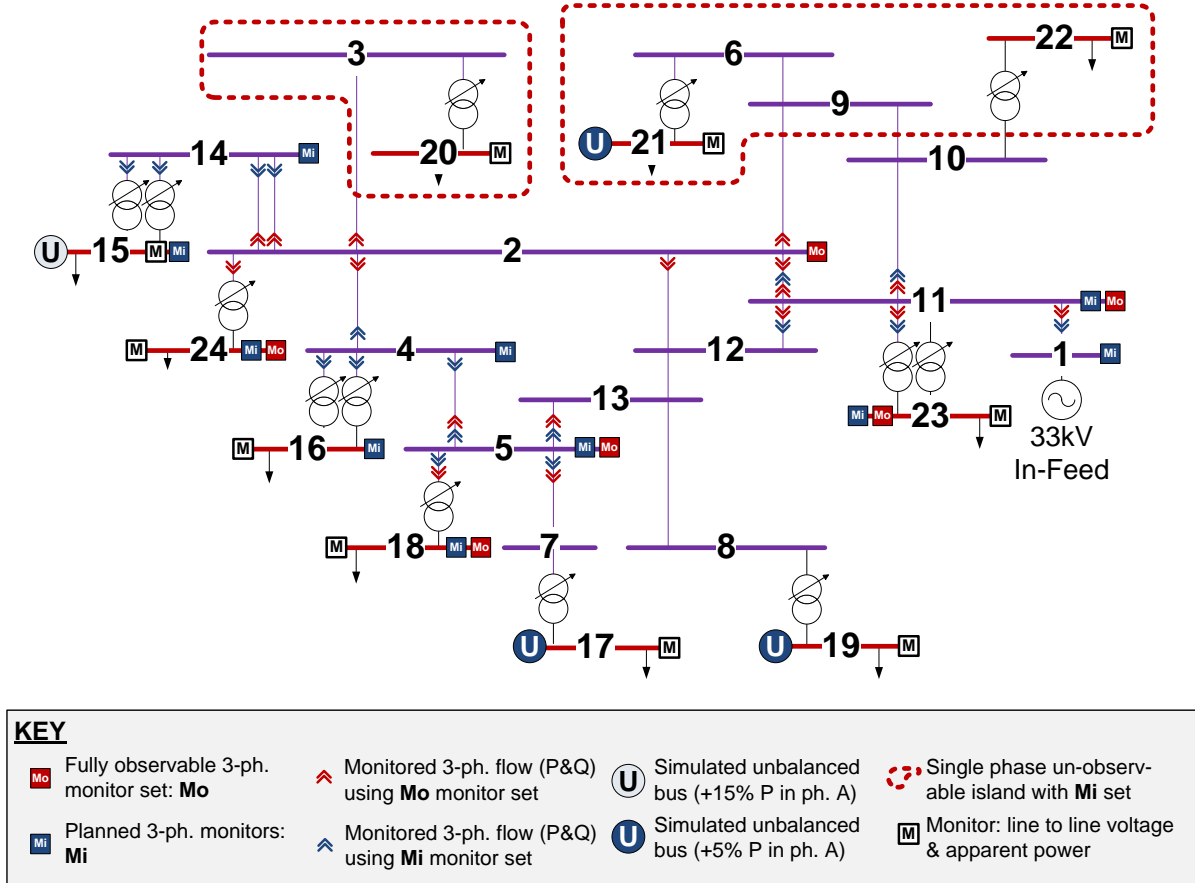 22
M
3
6
9
U
21
M
20
M
10
14
Mi
U
15
M
Mi
2
Mo
11
Mi
Mo
M
24
Mi
Mo
4
Mi
12
1
Mi
13
Mi
Mo
23
M
33kV
In-Feed
M
16
Mi
5
Mi
Mo
M
18
Mi
Mo
7
8
U
17
M
U
19
M
KEY
Mo
Fully observable 3-ph.
monitor set: Mo
Mi
Planned 3-ph. monitors:
Mi
Monitored 3-ph. flow (P&Q)
using Mo monitor set
Monitored 3-ph. flow (P&Q)
using Mi monitor set
U
Simulated unbalanced
bus (+15% P in ph. A)
U
Simulated unbalanced
bus (+5% P in ph. A)
Single phase un-observ-
able island with Mi set
M
Monitor: line to line voltage
& apparent power